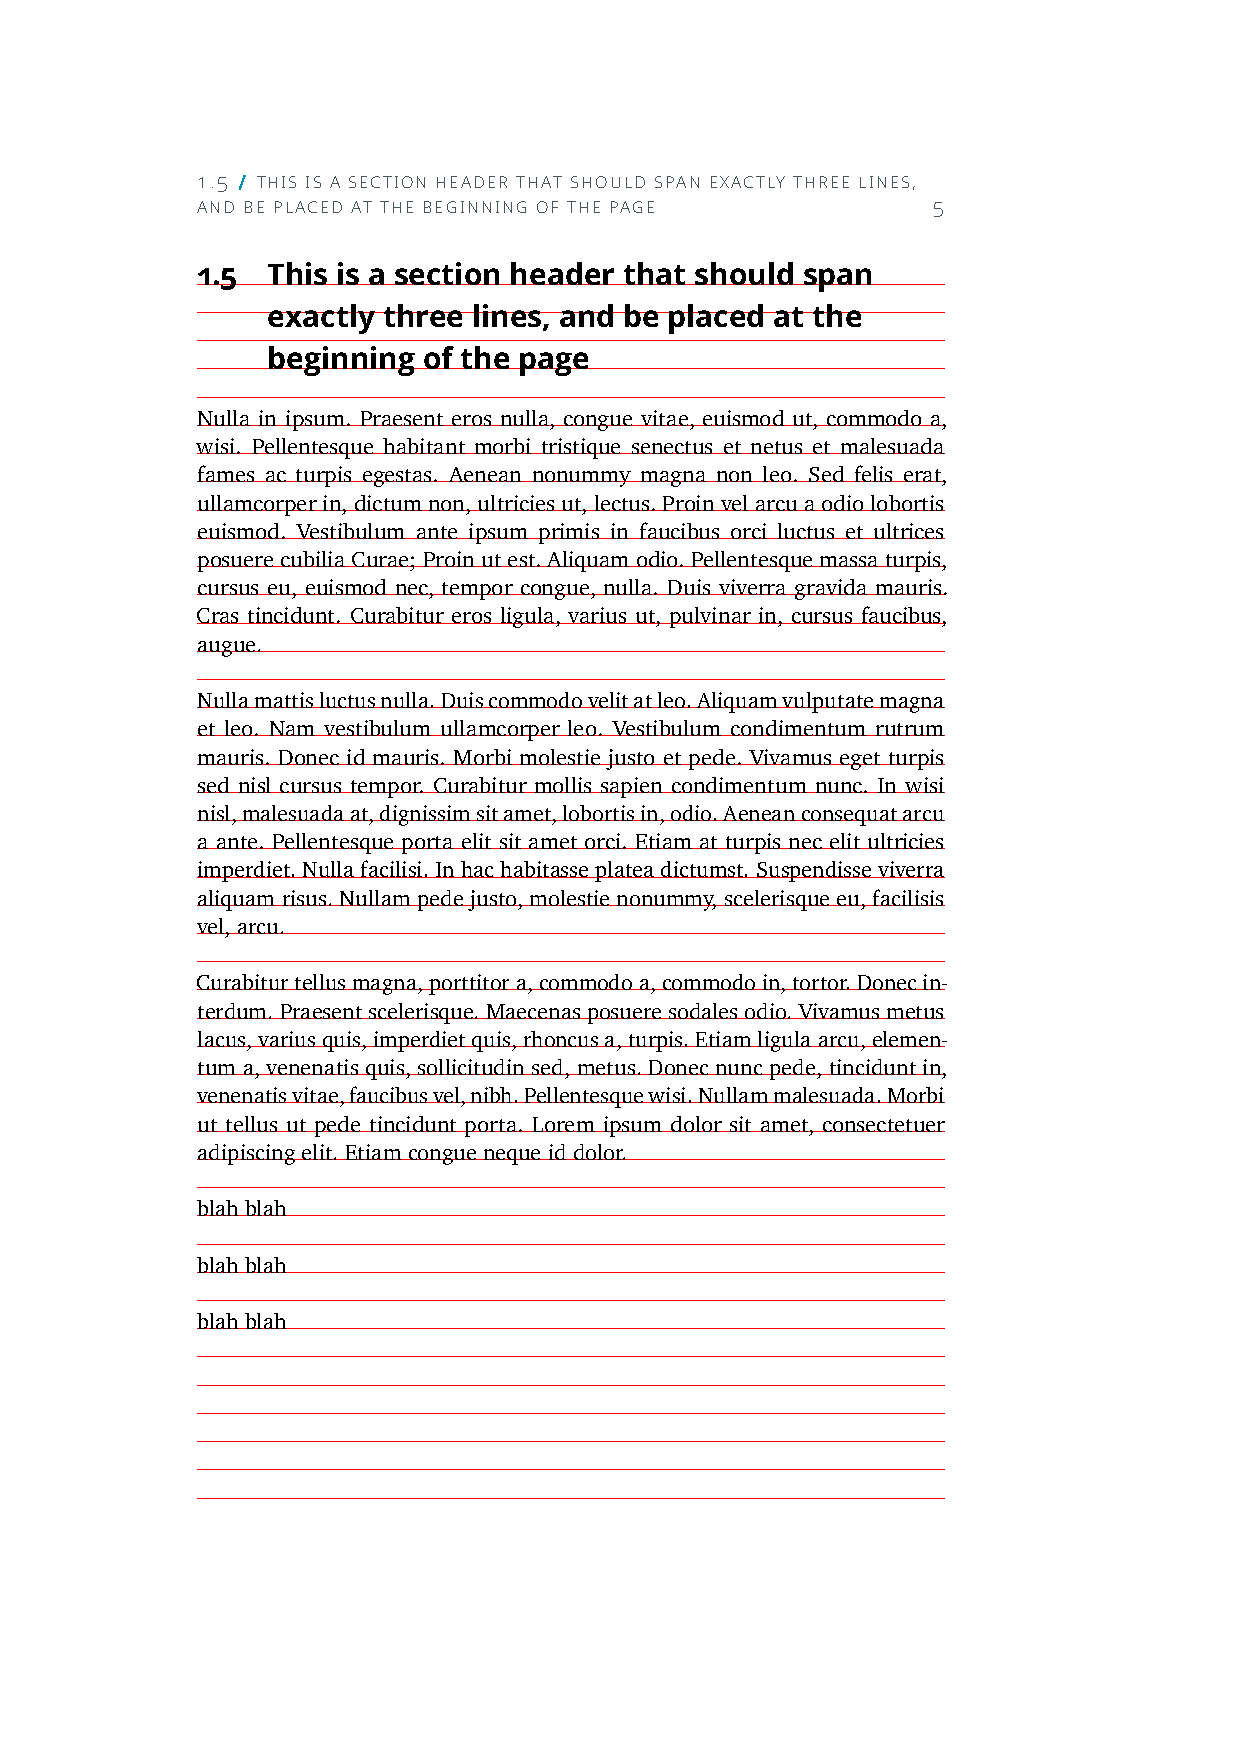 1.5 / THIS IS A SECTION HEADER THAT SHOULD SPAN EXACTLY THREE LINES,
AND BE PLACED AT THE BEGINNING OF THE PAGE 5
1.5 This is a section header that should span
exactly three lines, and be placed at the
beginning of the page
Nulla in ipsum. Praesent eros nulla, congue vitae, euismod ut, commodo a,
wisi. Pellentesque habitant morbi tristique senectus et netus et malesuada
fames ac turpis egestas. Aenean nonummy magna non leo. Sed felis erat,
ullamcorper in, dictum non, ultricies ut, lectus. Proin vel arcu a odio lobortis
euismod. Vestibulum ante ipsum primis in faucibus orci luctus et ultrices
posuere cubilia Curae; Proin ut est. Aliquam odio. Pellentesque massa turpis,
cursus eu, euismod nec, tempor congue, nulla. Duis viverra gravida mauris.
Cras tincidunt. Curabitur eros ligula, varius ut, pulvinar in, cursus faucibus,
augue.
Nulla mattis luctus nulla. Duis commodo velit at leo. Aliquam vulputate magna
et leo. Nam vestibulum ullamcorper leo. Vestibulum condimentum rutrum
mauris. Donec id mauris. Morbi molestie justo et pede. Vivamus eget turpis
sed nisl cursus tempor. Curabitur mollis sapien condimentum nunc. In wisi
nisl, malesuada at, dignissim sit amet, lobortis in, odio. Aenean consequat arcu
a ante. Pellentesque porta elit sit amet orci. Etiam at turpis nec elit ultricies
imperdiet. Nulla facilisi. In hac habitasse platea dictumst. Suspendisse viverra
aliquam risus. Nullam pede justo, molestie nonummy, scelerisque eu, facilisis
vel, arcu.
Curabitur tellus magna, porttitor a, commodo a, commodo in, tortor. Donec in-
terdum. Praesent scelerisque. Maecenas posuere sodales odio. Vivamus metus
lacus, varius quis, imperdiet quis, rhoncus a, turpis. Etiam ligula arcu, elemen-
tum a, venenatis quis, sollicitudin sed, metus. Donec nunc pede, tincidunt in,
venenatis vitae, faucibus vel, nibh. Pellentesque wisi. Nullam malesuada. Morbi
ut tellus ut pede tincidunt porta. Lorem ipsum dolor sit amet, consectetuer
adipiscing elit. Etiam congue neque id dolor.
blah blah
blah blah
blah blah